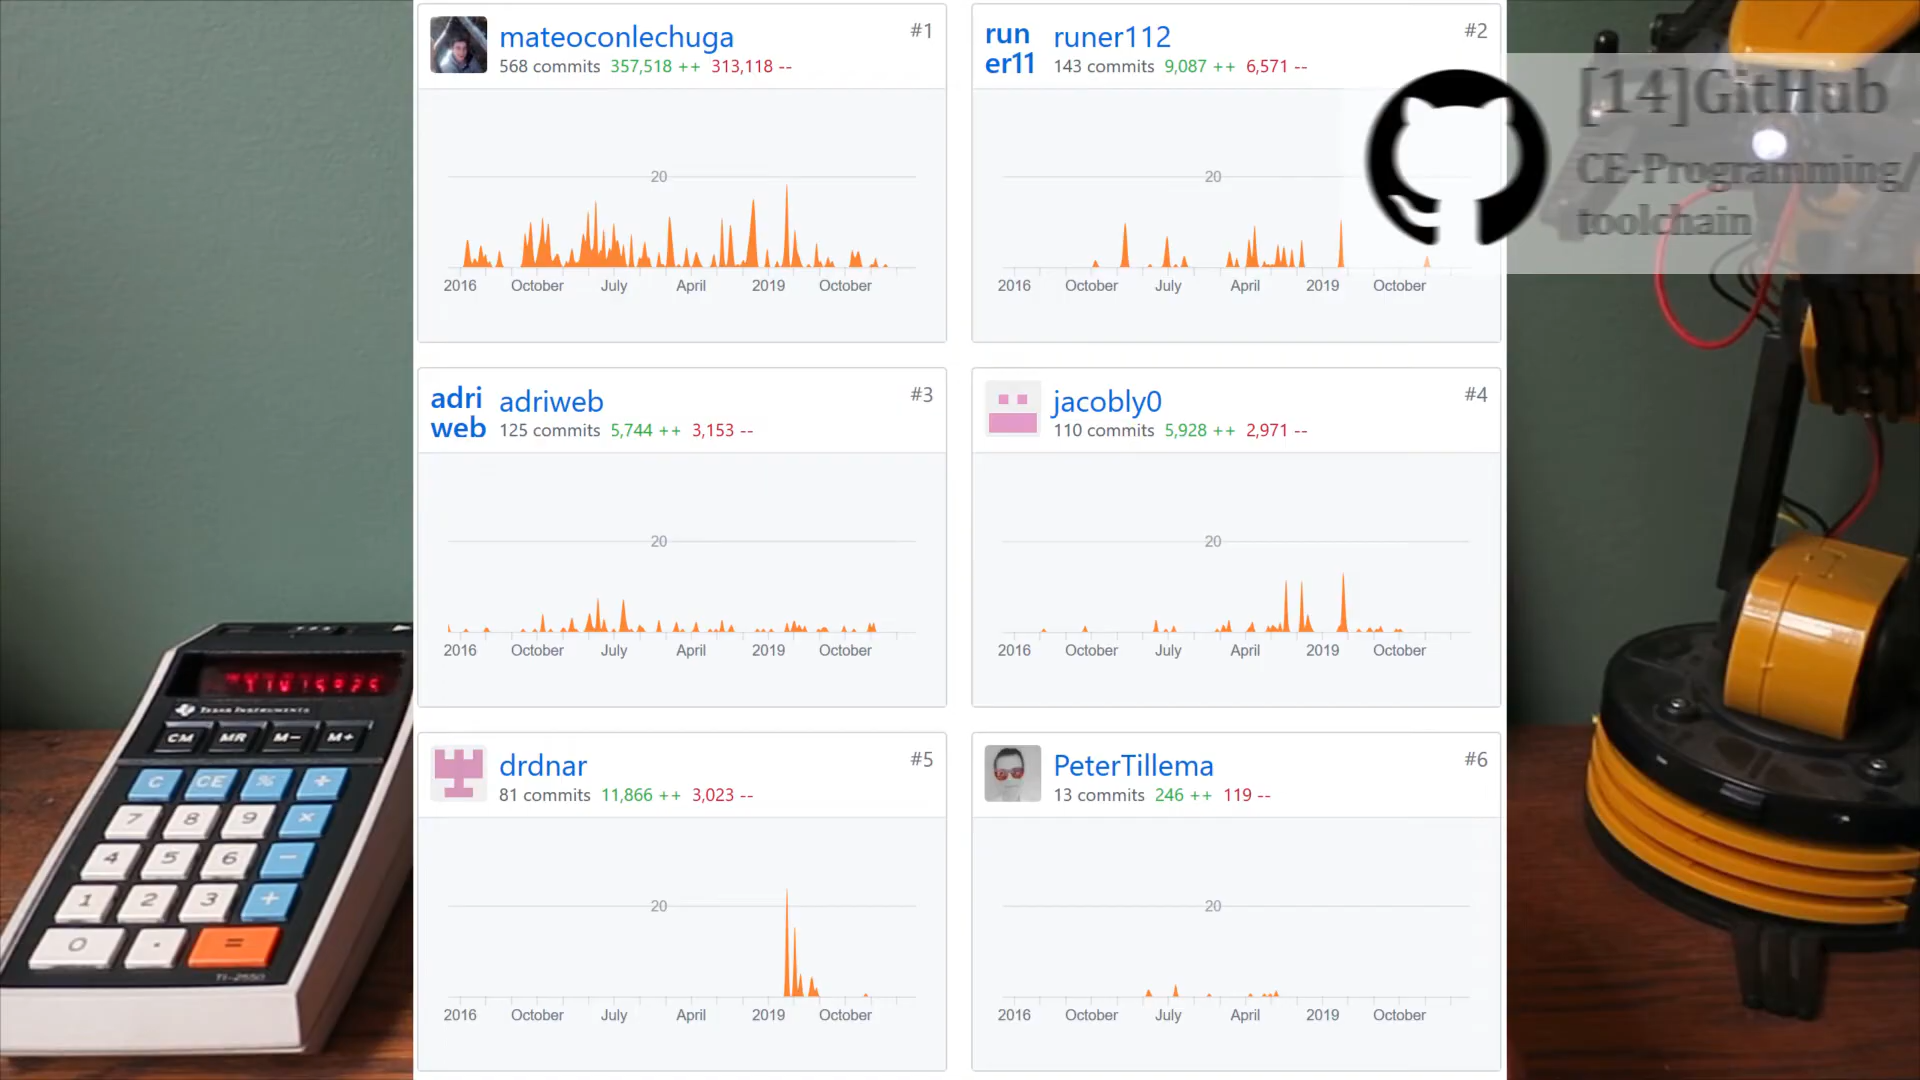 mateoconlechuga
#1
568 commits 357,518 ++ 313,118 --
20
2016 October July April 2019 October
run
er11
runer112
#2
143 commits 9,087 ++ 6,571 --
20
2016 October July April 2019 October
[14]GitHub
CE-Programming/
toolchain
adri
web
adriweb
#3
125 commits 5,744 ++ 3,153 --
20
2016 October July April 2019 October
jacobly0
#4
110 commits 5,928 ++ 2,971 --
20
2016 October July April 2019 October
drdnar
#5
81 commits 11,866 ++ 3,023 --
20
2016 October July April 2019 October
PeterTillema
#6
13 commits 246 ++ 119 --
20
2016 October July April 2019 October
TEXAS INSTRUMENTS
CM MR M− M+
C CE % ÷
7 8 9 ×
4 5 6 −
1 2 3 +
0 . =
TI-2550